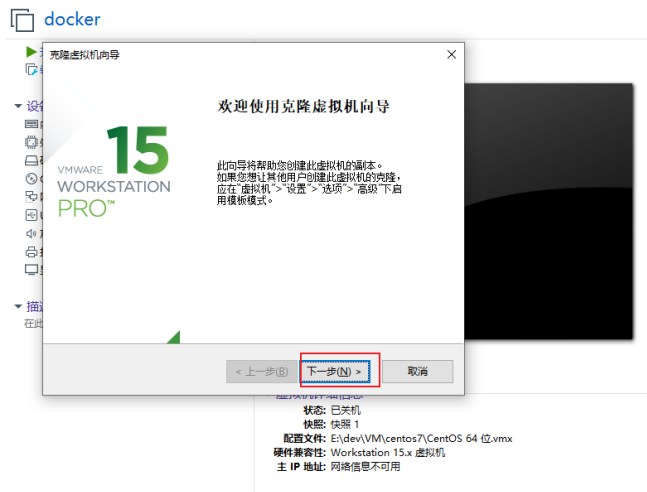 docker
克隆虚拟机向导
欢迎使用克隆虚拟机向导
VMWARE 15
WORKSTATION
PRO™
此向导将帮助您创建此虚拟机的副本。
如果您想让其他用户创建此虚拟机的克隆，
应在“虚拟机”>“设置”>“选项”>“高级”下启
用模板模式。
< 上一步(B)
下一步(N) >
取消
状态: 已关机
快照: 快照 1
配置文件: E:\dev\VM\centos7\CentOS 64 位.vmx
硬件兼容性: Workstation 15.x 虚拟机
主 IP 地址: 网络信息不可用